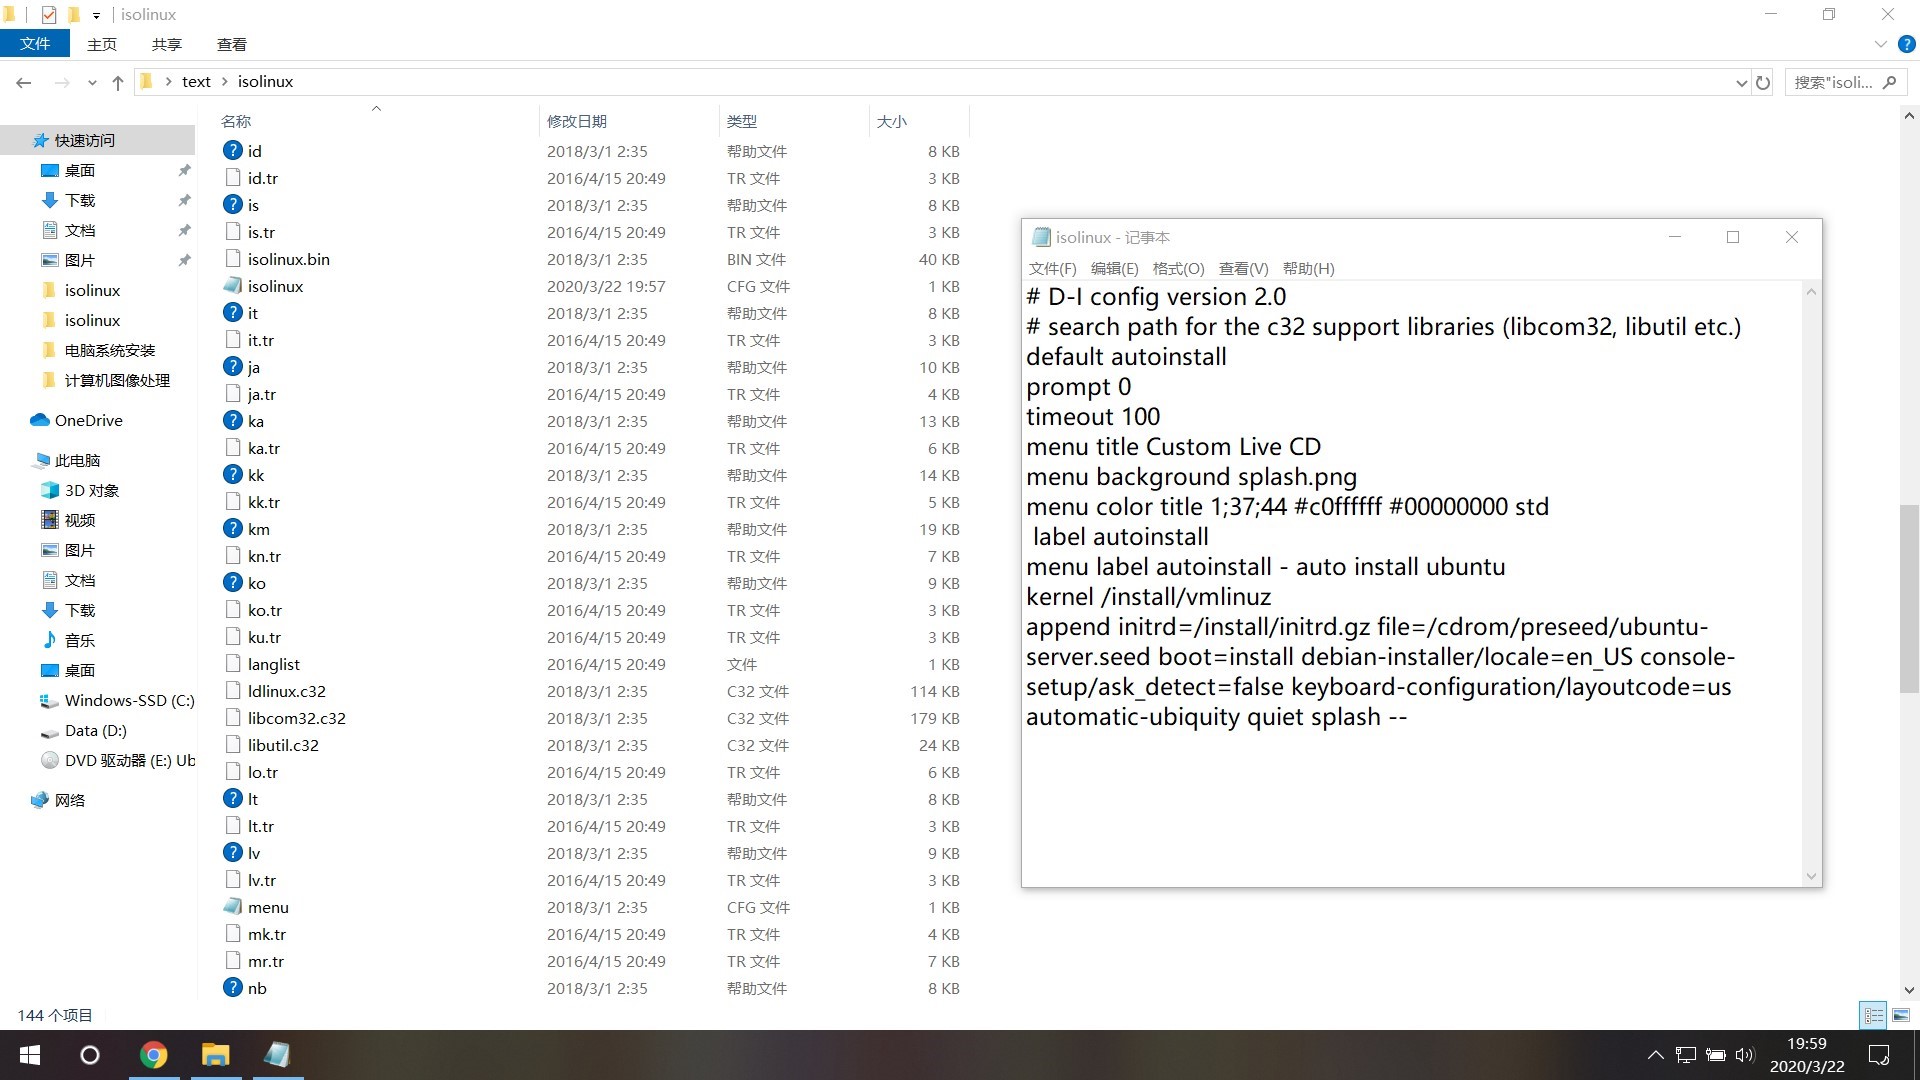 isolinux
文件 主页 共享 查看
text isolinux
搜索"isoli...
快速访问
桌面
下载
文档
图片
isolinux
isolinux
电脑系统安装
计算机图像处理
OneDrive
此电脑
3D 对象
视频
图片
文档
下载
音乐
桌面
Windows-SSD (C:)
Data (D:)
DVD 驱动器 (E:) Ub
网络
名称 修改日期 类型 大小
id 2018/3/1 2:35 帮助文件 8 KB
id.tr 2016/4/15 20:49 TR 文件 3 KB
is 2018/3/1 2:35 帮助文件 8 KB
is.tr 2016/4/15 20:49 TR 文件 3 KB
isolinux.bin 2018/3/1 2:35 BIN 文件 40 KB
isolinux 2020/3/22 19:57 CFG 文件 1 KB
it 2018/3/1 2:35 帮助文件 8 KB
it.tr 2016/4/15 20:49 TR 文件 3 KB
ja 2018/3/1 2:35 帮助文件 10 KB
ja.tr 2016/4/15 20:49 TR 文件 4 KB
ka 2018/3/1 2:35 帮助文件 13 KB
ka.tr 2016/4/15 20:49 TR 文件 6 KB
kk 2018/3/1 2:35 帮助文件 14 KB
kk.tr 2016/4/15 20:49 TR 文件 5 KB
km 2018/3/1 2:35 帮助文件 19 KB
kn.tr 2016/4/15 20:49 TR 文件 7 KB
ko 2018/3/1 2:35 帮助文件 9 KB
ko.tr 2016/4/15 20:49 TR 文件 3 KB
ku.tr 2016/4/15 20:49 TR 文件 3 KB
langlist 2016/4/15 20:49 文件 1 KB
ldlinux.c32 2018/3/1 2:35 C32 文件 114 KB
libcom32.c32 2018/3/1 2:35 C32 文件 179 KB
libutil.c32 2018/3/1 2:35 C32 文件 24 KB
lo.tr 2016/4/15 20:49 TR 文件 6 KB
lt 2018/3/1 2:35 帮助文件 8 KB
lt.tr 2016/4/15 20:49 TR 文件 3 KB
lv 2018/3/1 2:35 帮助文件 9 KB
lv.tr 2016/4/15 20:49 TR 文件 3 KB
menu 2018/3/1 2:35 CFG 文件 1 KB
mk.tr 2016/4/15 20:49 TR 文件 4 KB
mr.tr 2016/4/15 20:49 TR 文件 7 KB
nb 2018/3/1 2:35 帮助文件 8 KB
144 个项目
isolinux - 记事本
文件(F) 编辑(E) 格式(O) 查看(V) 帮助(H)
# D-I config version 2.0
# search path for the c32 support libraries (libcom32, libutil etc.)
default autoinstall
prompt 0
timeout 100
menu title Custom Live CD
menu background splash.png
menu color title 1;37;44 #c0ffffff #00000000 std
label autoinstall
menu label autoinstall - auto install ubuntu
kernel /install/vmlinuz
append initrd=/install/initrd.gz file=/cdrom/preseed/ubuntu-
server.seed boot=install debian-installer/locale=en_US console-
setup/ask_detect=false keyboard-configuration/layoutcode=us
automatic-ubiquity quiet splash --
19:59
2020/3/22